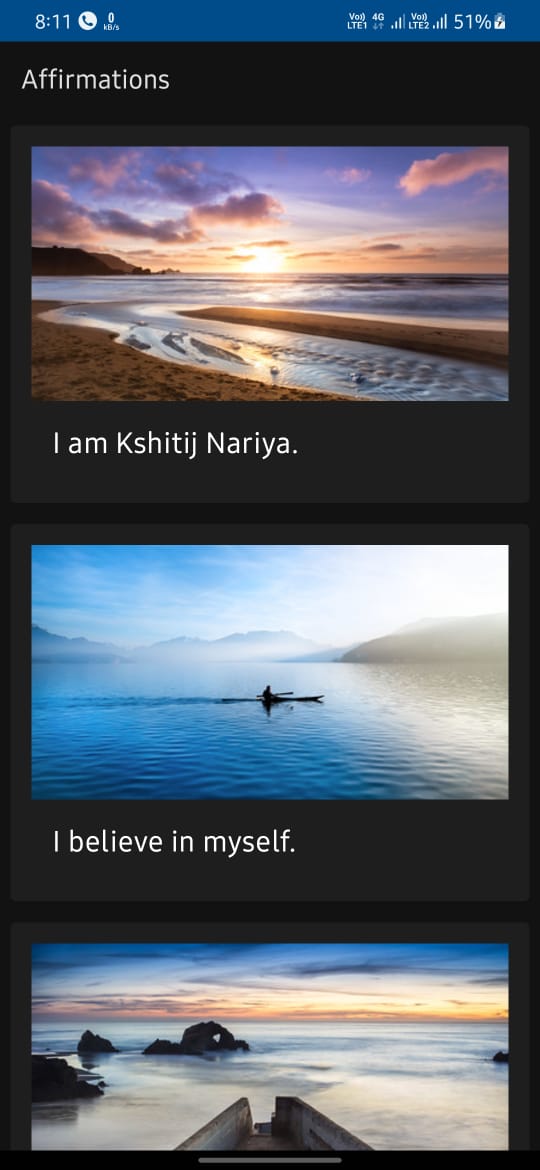 8:11 0 kB/s Vo) LTE1 4G Vo) LTE2 51%
Affirmations
I am Kshitij Nariya.
I believe in myself.